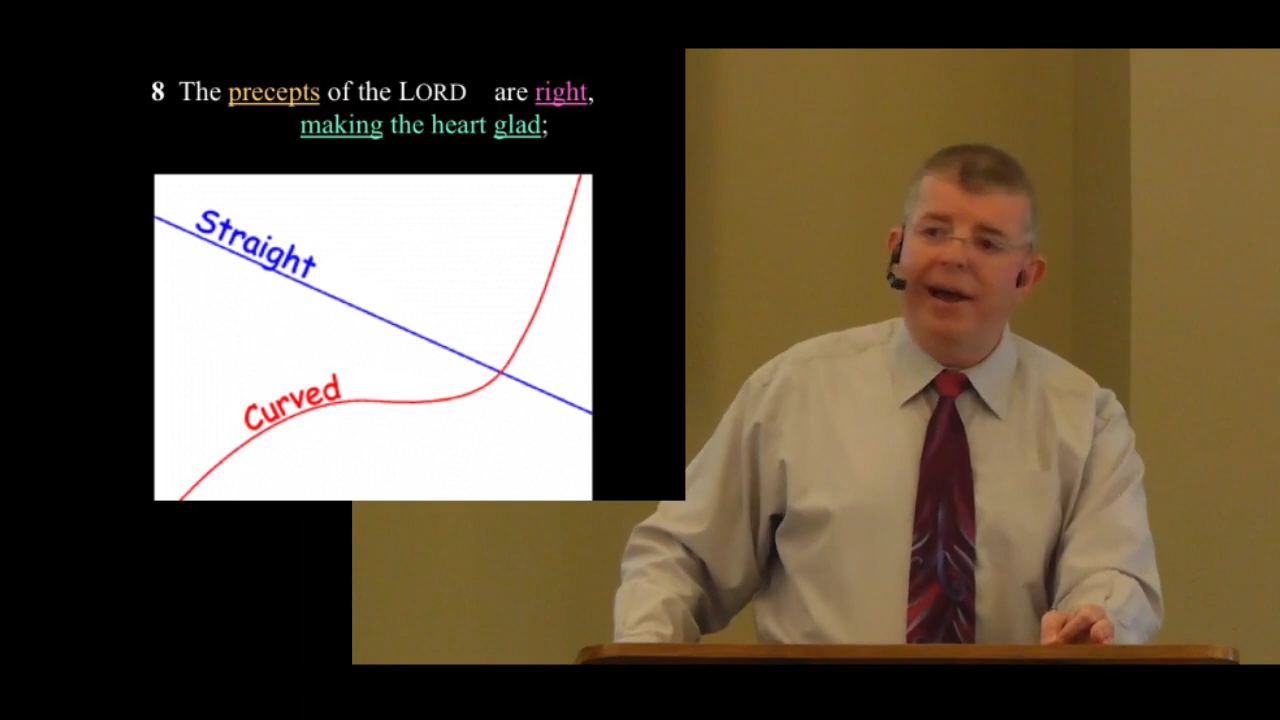 8 The precepts of the LORD are right,
making the heart glad;
Straight
Curved